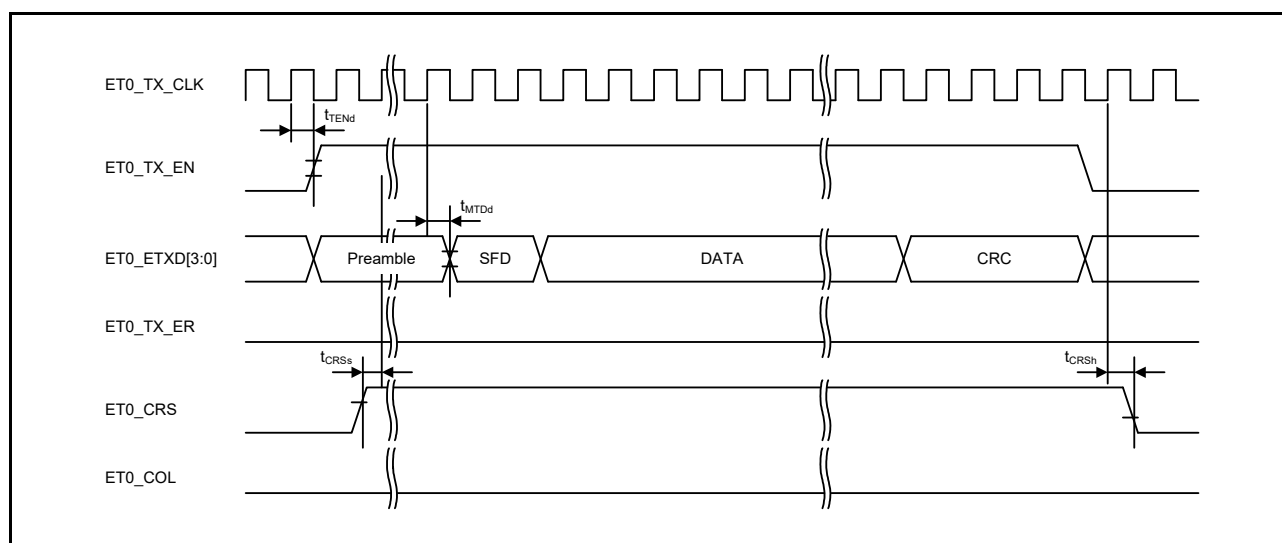 ET0_TX_CLK
tTENd
ET0_TX_EN
tMTDd
ET0_ETXD[3:0] Preamble SFD DATA CRC
ET0_TX_ER
tCRSs tCRSh
ET0_CRS
ET0_COL